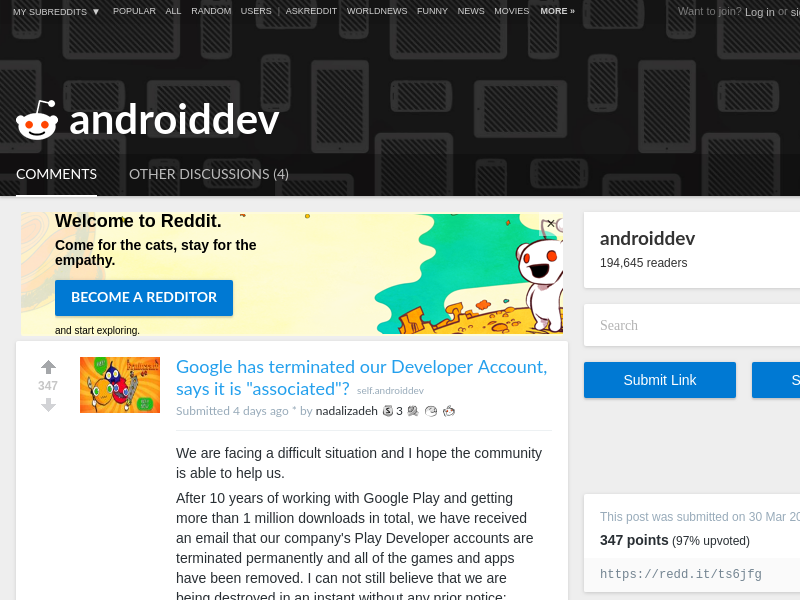 MY SUBREDDITS ▼ POPULAR ALL RANDOM USERS | ASKREDDIT WORLDNEWS FUNNY NEWS MOVIES MORE »
Want to join? Log in or
androiddev
COMMENTS OTHER DISCUSSIONS (4)
Welcome to Reddit.
Come for the cats, stay for the
empathy.
BECOME A REDDITOR
and start exploring.
×
androiddev
194,645 readers
Search
Submit Link
347
Google has terminated our Developer Account,
says it is "associated"? self.androiddev
Submitted 4 days ago * by nadalizadeh 3
We are facing a difficult situation and I hope the community
is able to help us.
After 10 years of working with Google Play and getting
more than 1 million downloads in total, we have received
an email that our company's Play Developer accounts are
terminated permanently and all of the games and apps
have been removed. I can not still believe that we are
being destroyed in an instant without any prior notice:
This post was submitted on 30 Mar
347 points (97% upvoted)
https://redd.it/ts6jfg